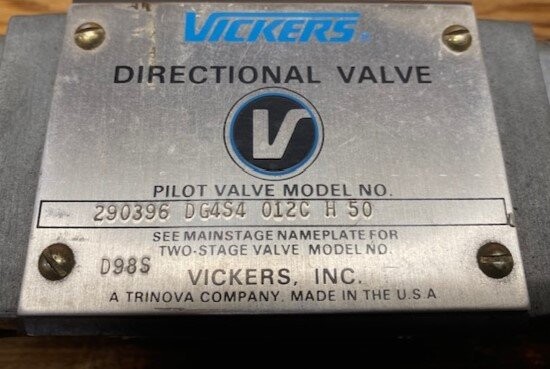 VICKERS®
DIRECTIONAL VALVE
V
PILOT VALVE MODEL NO.
290396 DG4S4 012C H 50
SEE MAINSTAGE NAMEPLATE FOR
TWO-STAGE VALVE MODEL NO.
D98S
VICKERS, INC.
A TRINOVA COMPANY. MADE IN THE U.S.A